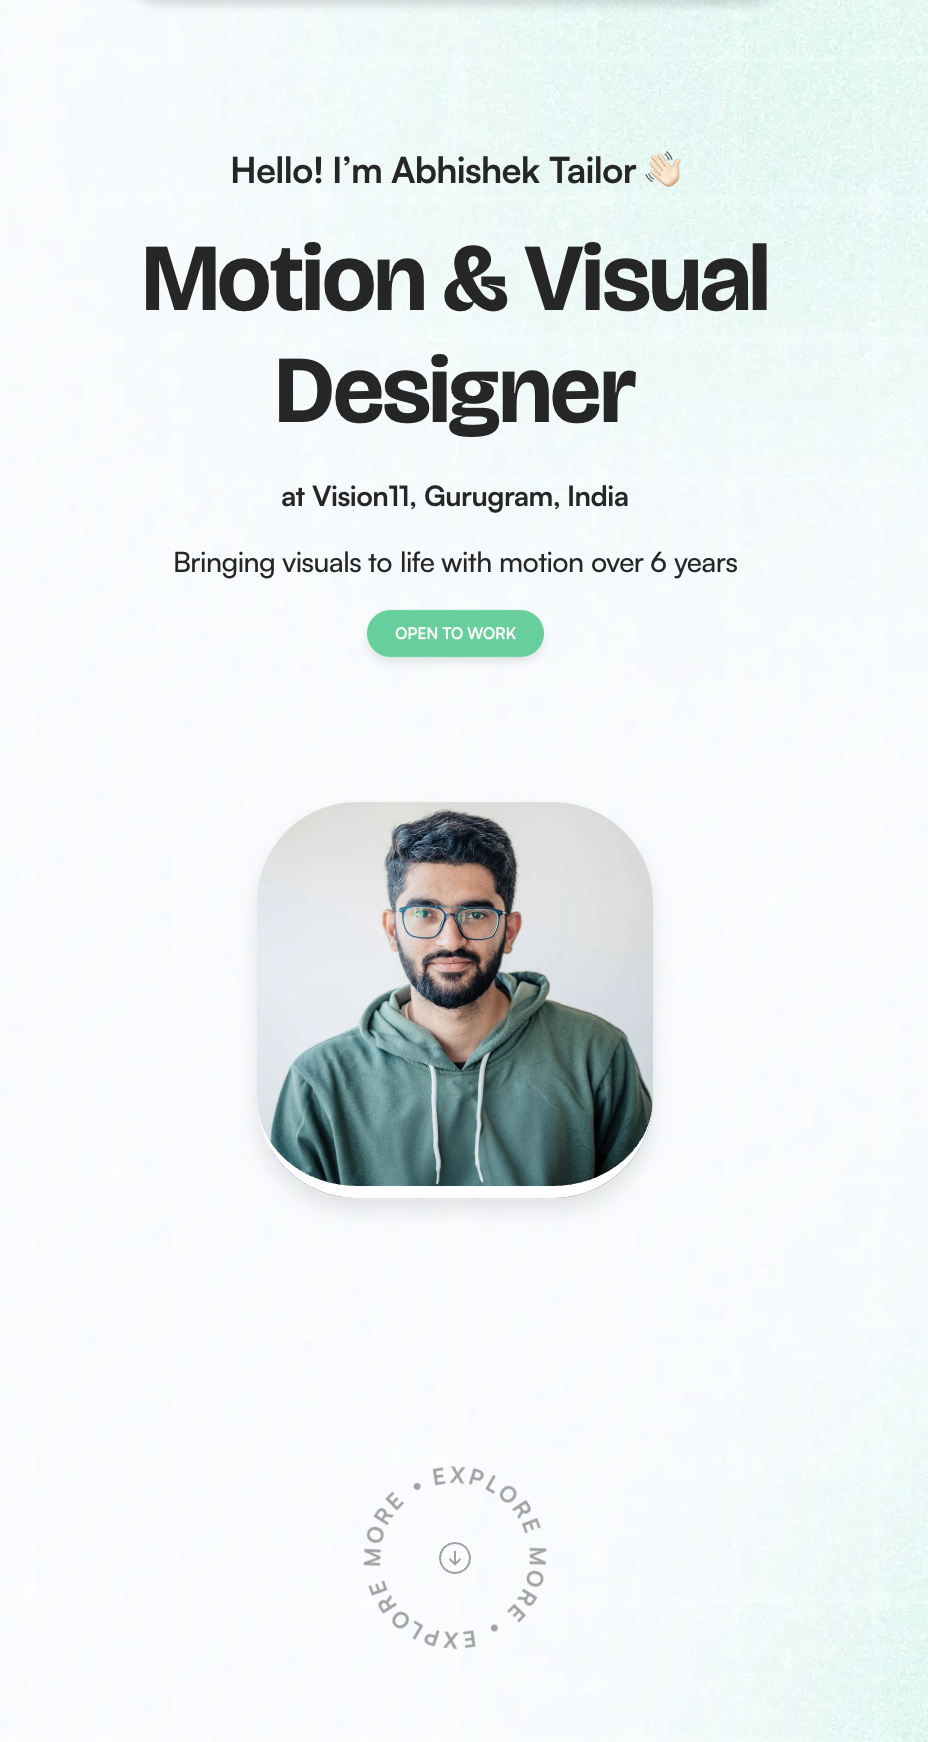 Hello! I’m Abhishek Tailor 👋🏻
Motion & Visual
Designer
at Vision11, Gurugram, India
Bringing visuals to life with motion over 6 years
OPEN TO WORK
EXPLORE MORE • EXPLORE MORE •